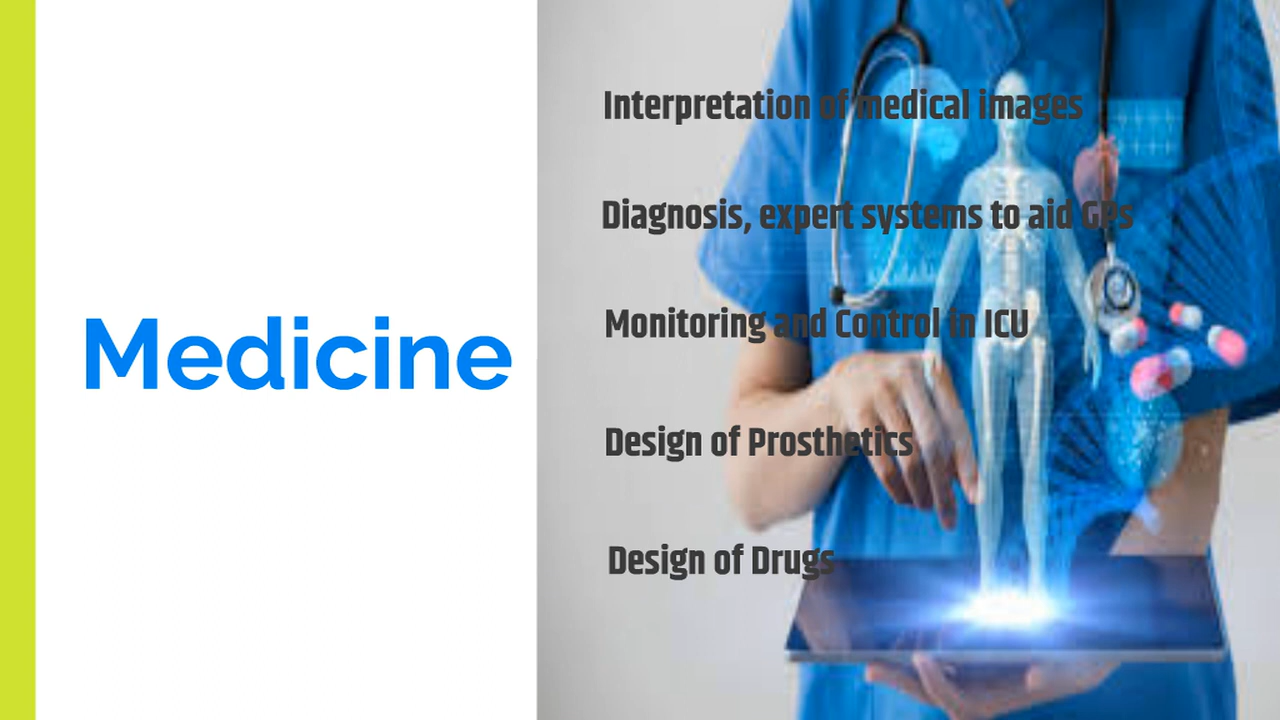 Medicine
Interpretation of medical images
Diagnosis, expert systems to aid GPs
Monitoring and Control in ICU
Design of Prosthetics
Design of Drugs